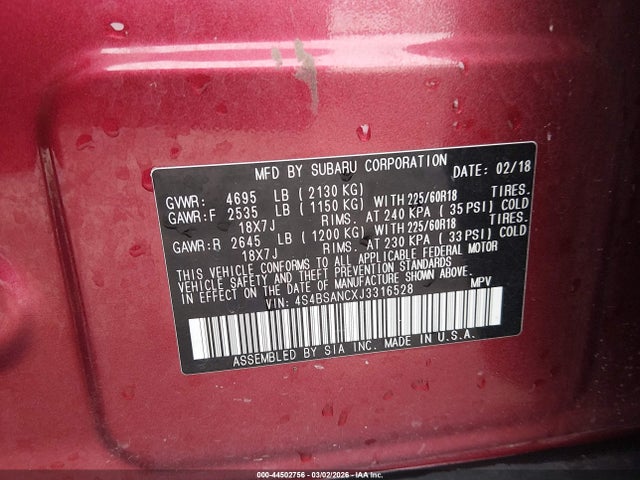 MFD BY SUBARU CORPORATION DATE: 02/18
GVWR: 4695 LB ( 2130 KG)
GAWR:F 2535 LB ( 1150 KG) WITH 225/60R18 TIRES.
18X7J RIMS. AT 240 KPA ( 35 PSI) COLD
GAWR:R 2645 LB ( 1200 KG) WITH 225/60R18 TIRES.
18X7J RIMS. AT 230 KPA ( 33 PSI) COLD
THIS VEHICLE CONFORMS TO ALL APPLICABLE FEDERAL MOTOR
VEHICLE SAFETY AND THEFT PREVENTION STANDARDS
IN EFFECT ON THE DATE OF MANUFACTURE SHOWN ABOVE.
VIN: 4S4BSANCXJ3316528 MPV
ASSEMBLED BY SIA INC. MADE IN U.S.A.
000-44502756 - 03/02/2026 - IAAI.COM